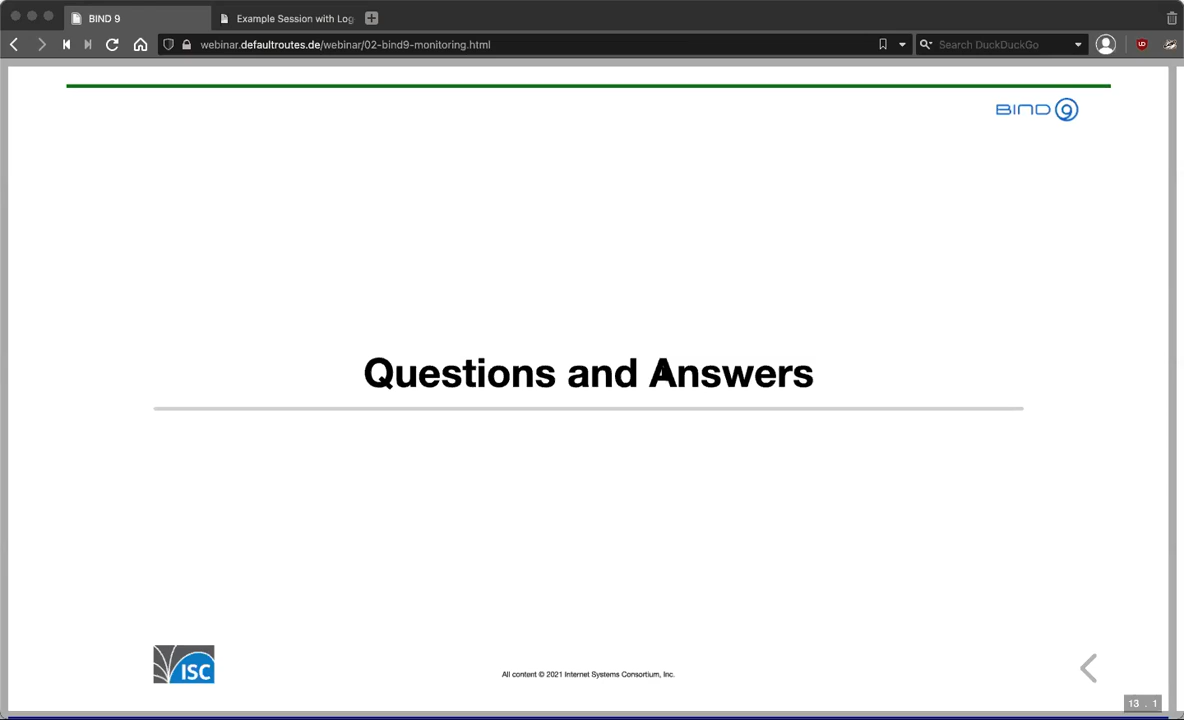 BIND 9
Example Session with Log
webinar.defaultroutes.de/webinar/02-bind9-monitoring.html
Search DuckDuckGo
BIND 9
Questions and Answers
ISC
All content © 2021 Internet Systems Consortium, Inc.
13 . 1